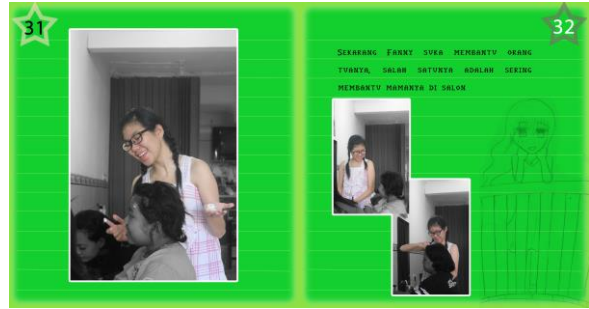 31
32
Sekarang Fanny suka membantu orang
tuanya, salah satunya adalah sering
membantu mamanya di salon